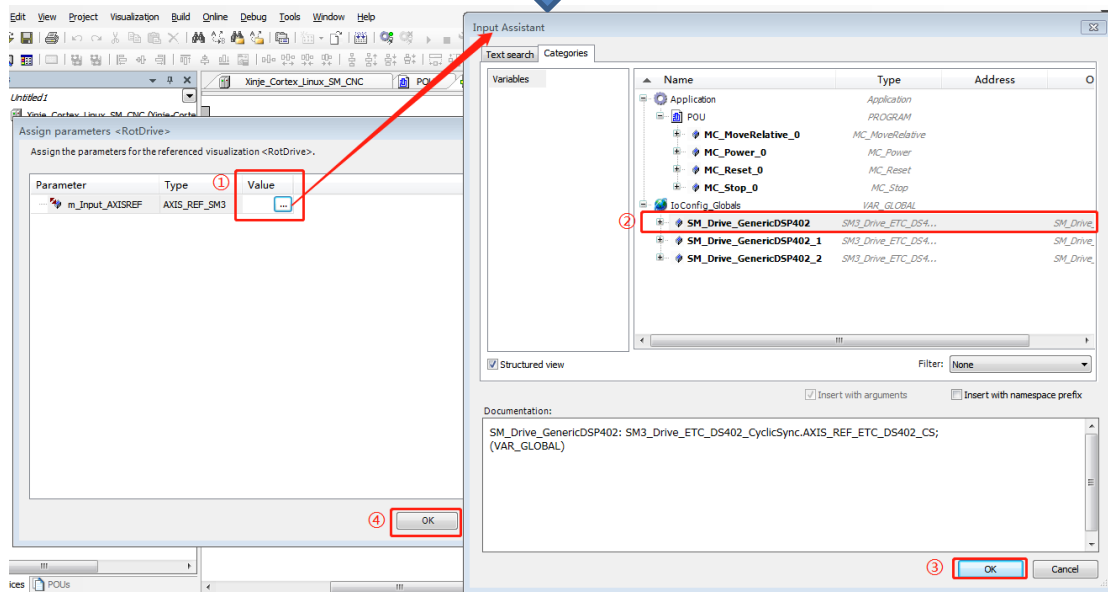 Edit View Project Visualization Build Online Debug Tools Window Help
Xinje_Cortex_Linux_SM_CNC
Untitled1
Assign parameters <RotDrive>
Assign the parameters for the referenced visualization <RotDrive>.
Parameter Type ① Value
m_Input_AXISREF AXIS_REF_SM3 ...
④ OK
POUs
Input Assistant
Text search Categories
Variables
Name Type Address O
Application Application
POU PROGRAM
MC_MoveRelative_0 MC_MoveRelative
MC_Power_0 MC_Power
MC_Reset_0 MC_Reset
MC_Stop_0 MC_Stop
IoConfig_Globals VAR_GLOBAL
② SM_Drive_GenericDSP402 SM3_Drive_ETC_DS4... SM_Drive_
SM_Drive_GenericDSP402_1 SM3_Drive_ETC_DS4... SM_Drive_
SM_Drive_GenericDSP402_2 SM3_Drive_ETC_DS4... SM_Drive_
Structured view Filter: None
Insert with arguments Insert with namespace prefix
Documentation:
SM_Drive_GenericDSP402: SM3_Drive_ETC_DS402_CyclicSync.AXIS_REF_ETC_DS402_CS;
(VAR_GLOBAL)
③ OK Cancel